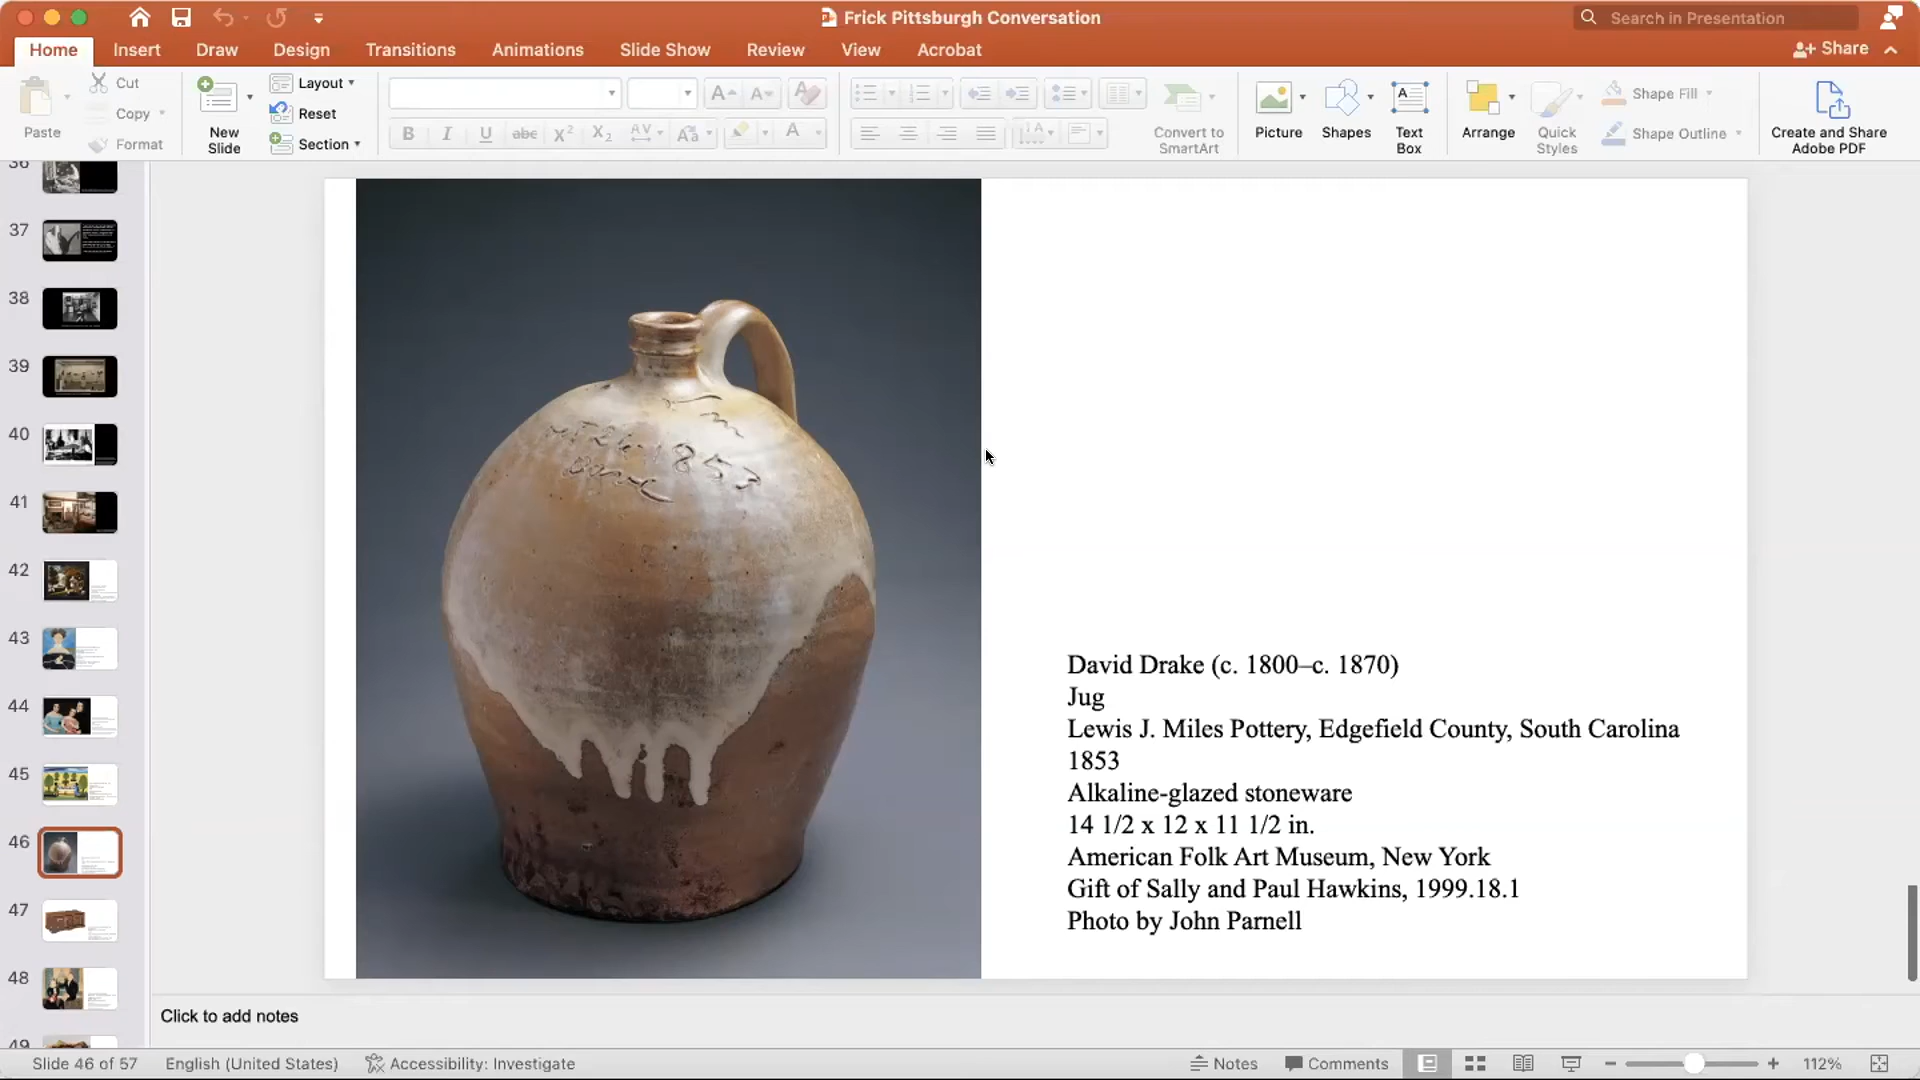 Frick Pittsburgh Conversation
Search in Presentation
Home
Insert
Draw
Design
Transitions
Animations
Slide Show
Review
View
Acrobat
Share
Paste
Cut
Copy
Format
New Slide
Layout
Reset
Section
Convert to SmartArt
Picture
Shapes
Text Box
Arrange
Quick Styles
Shape Fill
Shape Outline
Create and Share Adobe PDF
36
37
38
39
40
41
42
43
44
45
46
47
48
49
1853
David Drake (c. 1800–c. 1870)
Jug
Lewis J. Miles Pottery, Edgefield County, South Carolina
1853
Alkaline-glazed stoneware
14 1/2 x 12 x 11 1/2 in.
American Folk Art Museum, New York
Gift of Sally and Paul Hawkins, 1999.18.1
Photo by John Parnell
Click to add notes
Slide 46 of 57
English (United States)
Accessibility: Investigate
Notes
Comments
112%